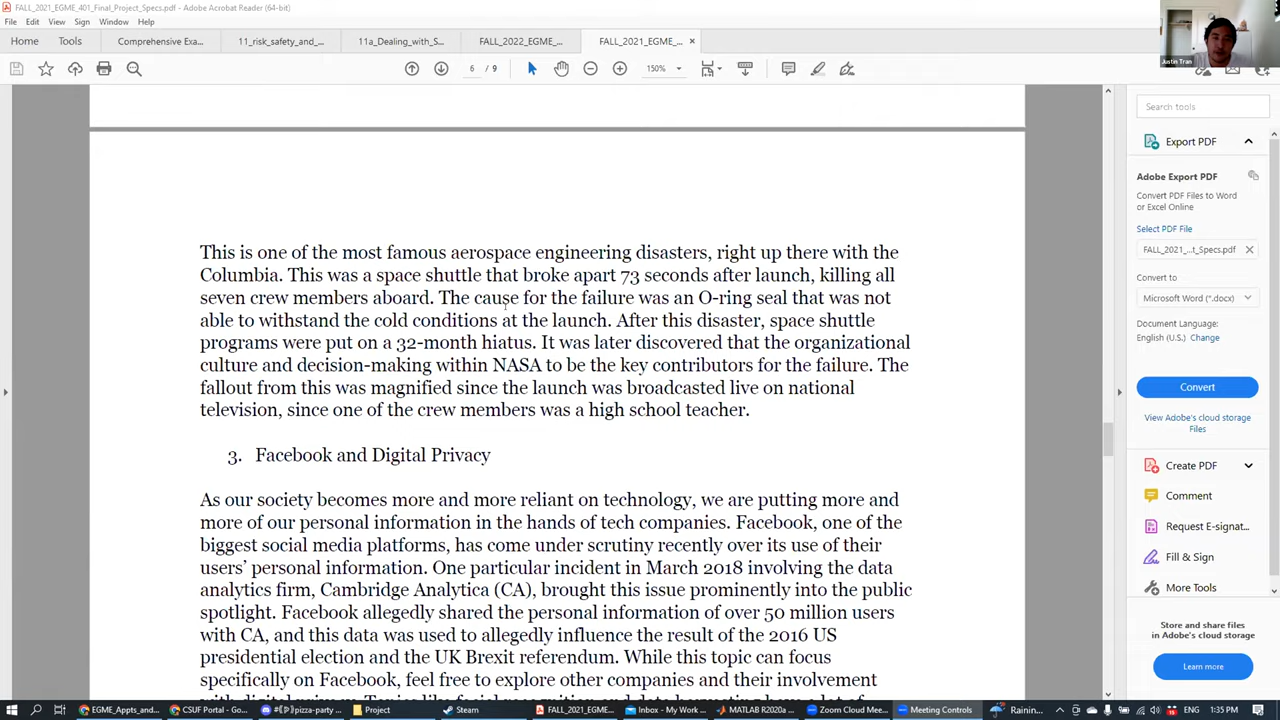 FALL_2021_EGME_401_Final_Project_Specs.pdf - Adobe Acrobat Reader (64-bit)
File Edit View Sign Window Help
Home Tools Comprehensive Exa... 11_risk_safety_and_... 11a_Dealing_with_S... FALL_2022_EGME_... FALL_2021_EGME_... ×
6 / 9 150%
Justin Tran
This is one of the most famous aerospace engineering disasters, right up there with the
Columbia. This was a space shuttle that broke apart 73 seconds after launch, killing all
seven crew members aboard. The cause for the failure was an O-ring seal that was not
able to withstand the cold conditions at the launch. After this disaster, space shuttle
programs were put on a 32-month hiatus. It was later discovered that the organizational
culture and decision-making within NASA to be the key contributors for the failure. The
fallout from this was magnified since the launch was broadcasted live on national
television, since one of the crew members was a high school teacher.
3. Facebook and Digital Privacy
As our society becomes more and more reliant on technology, we are putting more and
more of our personal information in the hands of tech companies. Facebook, one of the
biggest social media platforms, has come under scrutiny recently over its use of their
users' personal information. One particular incident in March 2018 involving the data
analytics firm, Cambridge Analytica (CA), brought this issue prominently into the public
spotlight. Facebook allegedly shared the personal information of over 50 million users
with CA, and this data was used to allegedly influence the result of the 2016 US
presidential election and the UK Brexit referendum. While this topic can focus
specifically on Facebook, feel free to explore other companies and their involvement
Search tools
Export PDF
Adobe Export PDF
Convert PDF Files to Word
or Excel Online
Select PDF File
FALL_2021_...t_Specs.pdf ×
Convert to
Microsoft Word (*.docx)
Document Language:
English (U.S.) Change
Convert
View Adobe's cloud storage
Files
Create PDF
Comment
Request E-signat...
Fill & Sign
More Tools
Store and share files
in Adobe's cloud storage
Learn more
EGME_Appts_and... CSUF Portal - Go... #pizza-party ... Project Steam FALL_2021_EGME... Inbox - My Work ... MATLAB R2020a ... Zoom Cloud Mee... Meeting Controls Rainin... 15 1:35 PM